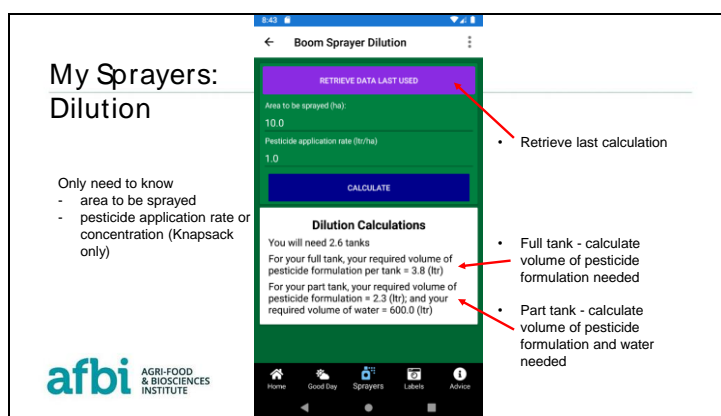 My Sprayers:
Dilution
Only need to know
- area to be sprayed
- pesticide application rate or
concentration (Knapsack
only)
afbi AGRI-FOOD
& BIOSCIENCES
INSTITUTE
8:43
Boom Sprayer Dilution
RETRIEVE DATA LAST USED
Area to be sprayed (ha):
10.0
Pesticide application rate (ltr/ha)
1.0
CALCULATE
Dilution Calculations
You will need 2.6 tanks
For your full tank, your required volume of
pesticide formulation per tank = 3.8 (ltr)
For your part tank, your required volume of
pesticide formulation = 2.3 (ltr); and your
required volume of water = 600.0 (ltr)
Home Good Day Sprayers Labels Advice
• Retrieve last calculation
• Full tank - calculate
volume of pesticide
formulation needed
• Part tank - calculate
volume of pesticide
formulation and water
needed